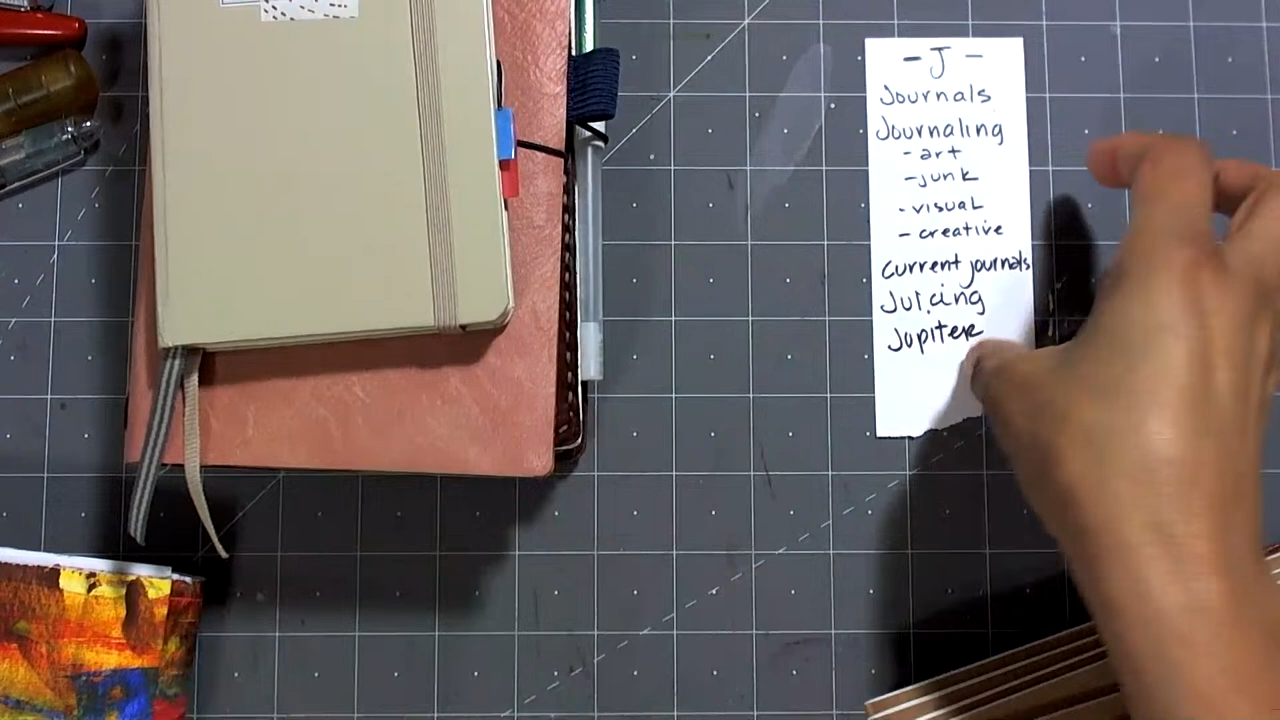 - J -
Journals
Journaling
- art
- junk
- visual
- creative
current journals
Juicing
Jupiter